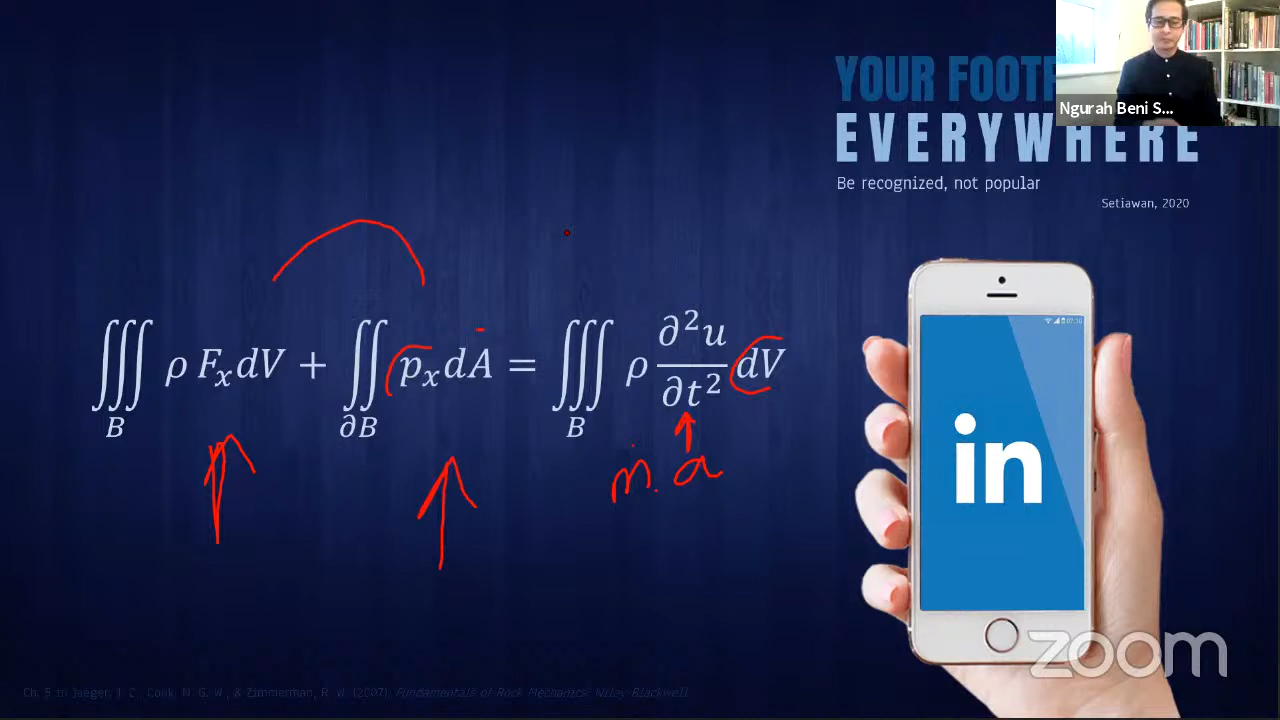 YOUR FOOT
EVERYWHERE
Be recognized, not popular
Setiawan, 2020
Ngurah Beni S...
∭_B ρ F_x dV + ∬_∂B p_x dA = ∭_B ρ ∂²u/∂t² dV
m. a
in
zoom
Ch. 5 in Jaeger, J. C., Cook, N. G. W., & Zimmerman, R. W. (2007). Fundamentals of Rock Mechanics. Wiley-Blackwell.